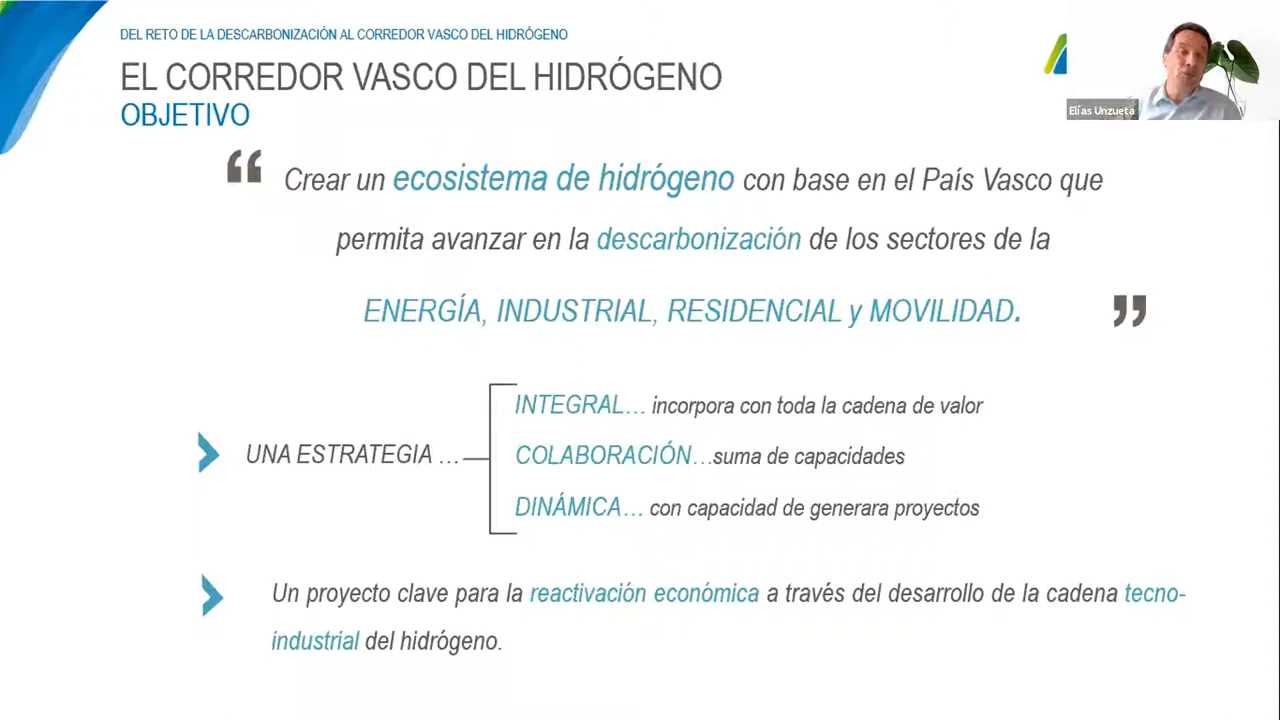 DEL RETO DE LA DESCARBONIZACIÓN AL CORREDOR VASCO DEL HIDRÓGENO
EL CORREDOR VASCO DEL HIDRÓGENO
OBJETIVO
Elías Unzueta
“ Crear un ecosistema de hidrógeno con base en el País Vasco que
permita avanzar en la descarbonización de los sectores de la
ENERGÍA, INDUSTRIAL, RESIDENCIAL y MOVILIDAD. ”
INTEGRAL… incorpora con toda la cadena de valor
UNA ESTRATEGIA …
COLABORACIÓN…suma de capacidades
DINÁMICA… con capacidad de generara proyectos
Un proyecto clave para la reactivación económica a través del desarrollo de la cadena tecno-
industrial del hidrógeno.